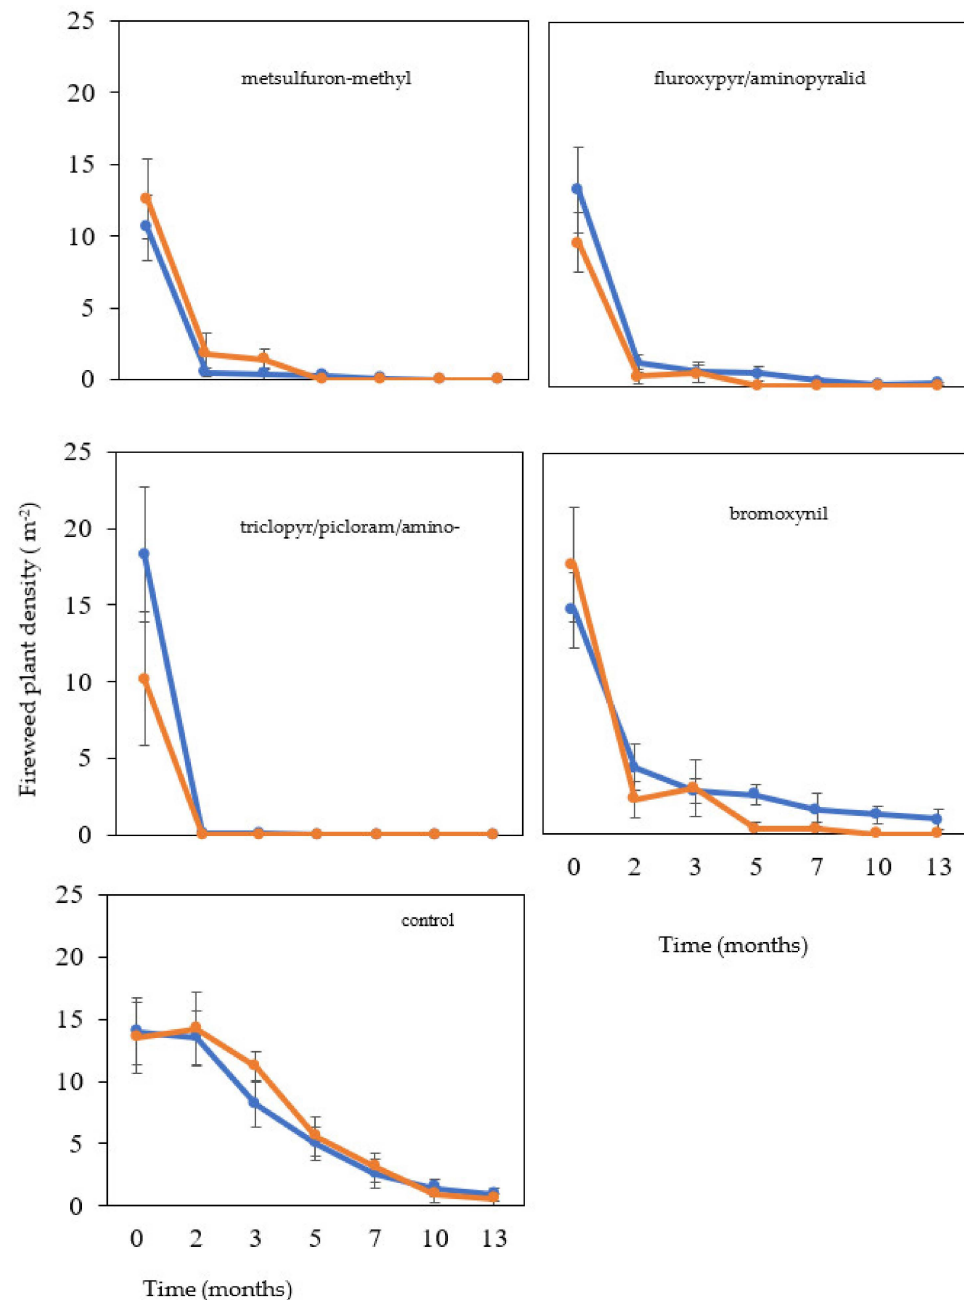 25
20
15
10
5
0
metsulfuron-methyl
fluroxypyr/aminopyralid
Fireweed plant density ( m-2)
25
20
15
10
5
0
triclopyr/picloram/amino-
bromoxynil
0 2 3 5 7 10 13
Time (months)
25
20
15
10
5
0
control
0 2 3 5 7 10 13
Time (months)